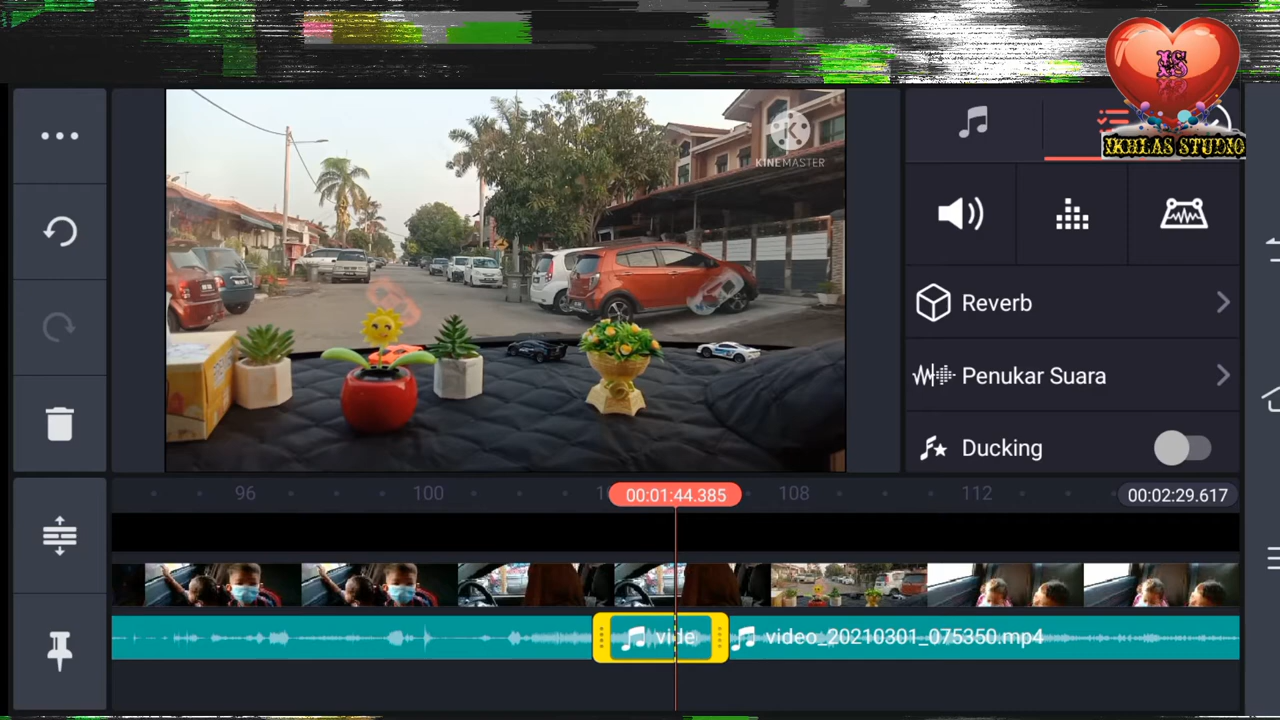 IS
IKHLAS STUDIO
K
KINEMASTER
Reverb
Penukar Suara
Ducking
96
100
00:01:44.385
108
112
00:02:29.617
vide
video_20210301_075350.mp4